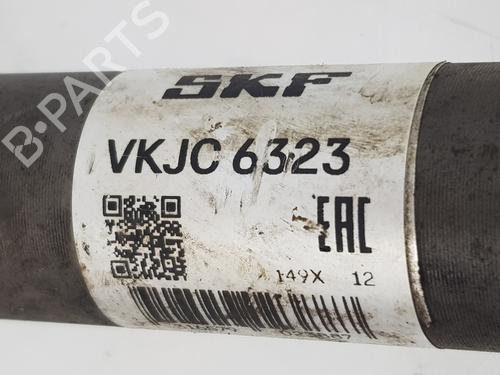 B-PARTS
SKF
VKJC 6323
EAC
149X 12